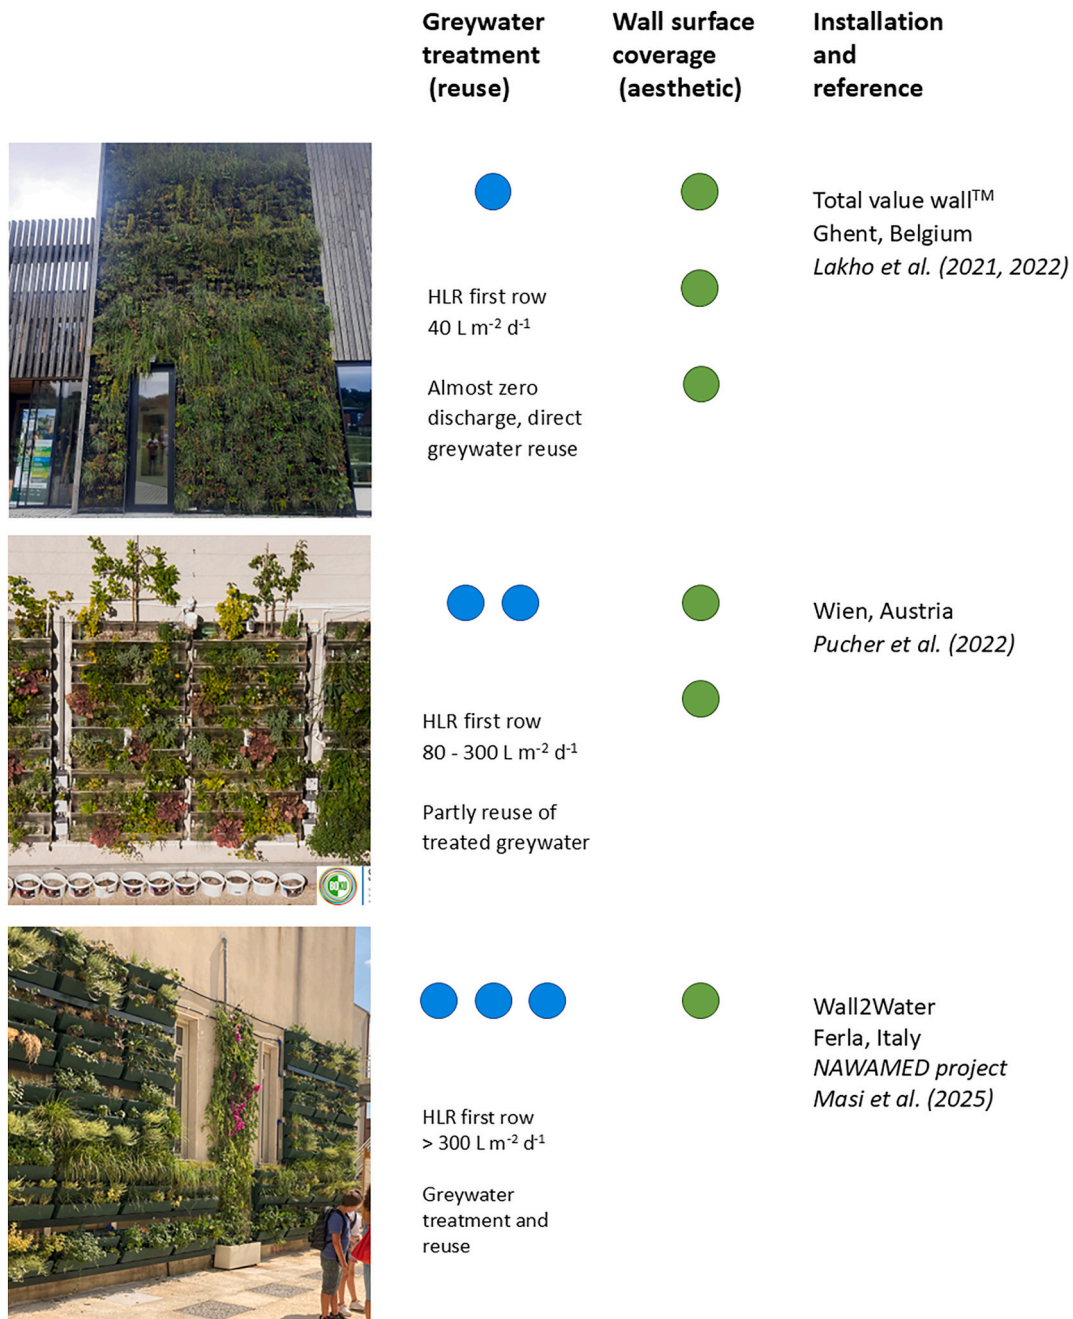 Greywater
treatment
(reuse)
Wall surface
coverage
(aesthetic)
Installation
and
reference
HLR first row
40 L m⁻² d⁻¹
Almost zero
discharge, direct
greywater reuse
Total value wall™
Ghent, Belgium
Lakho et al. (2021, 2022)
HLR first row
80 - 300 L m⁻² d⁻¹
Partly reuse of
treated greywater
Wien, Austria
Pucher et al. (2022)
BOKU
HLR first row
> 300 L m⁻² d⁻¹
Greywater
treatment and
reuse
Wall2Water
Ferla, Italy
NAWAMED project
Masi et al. (2025)